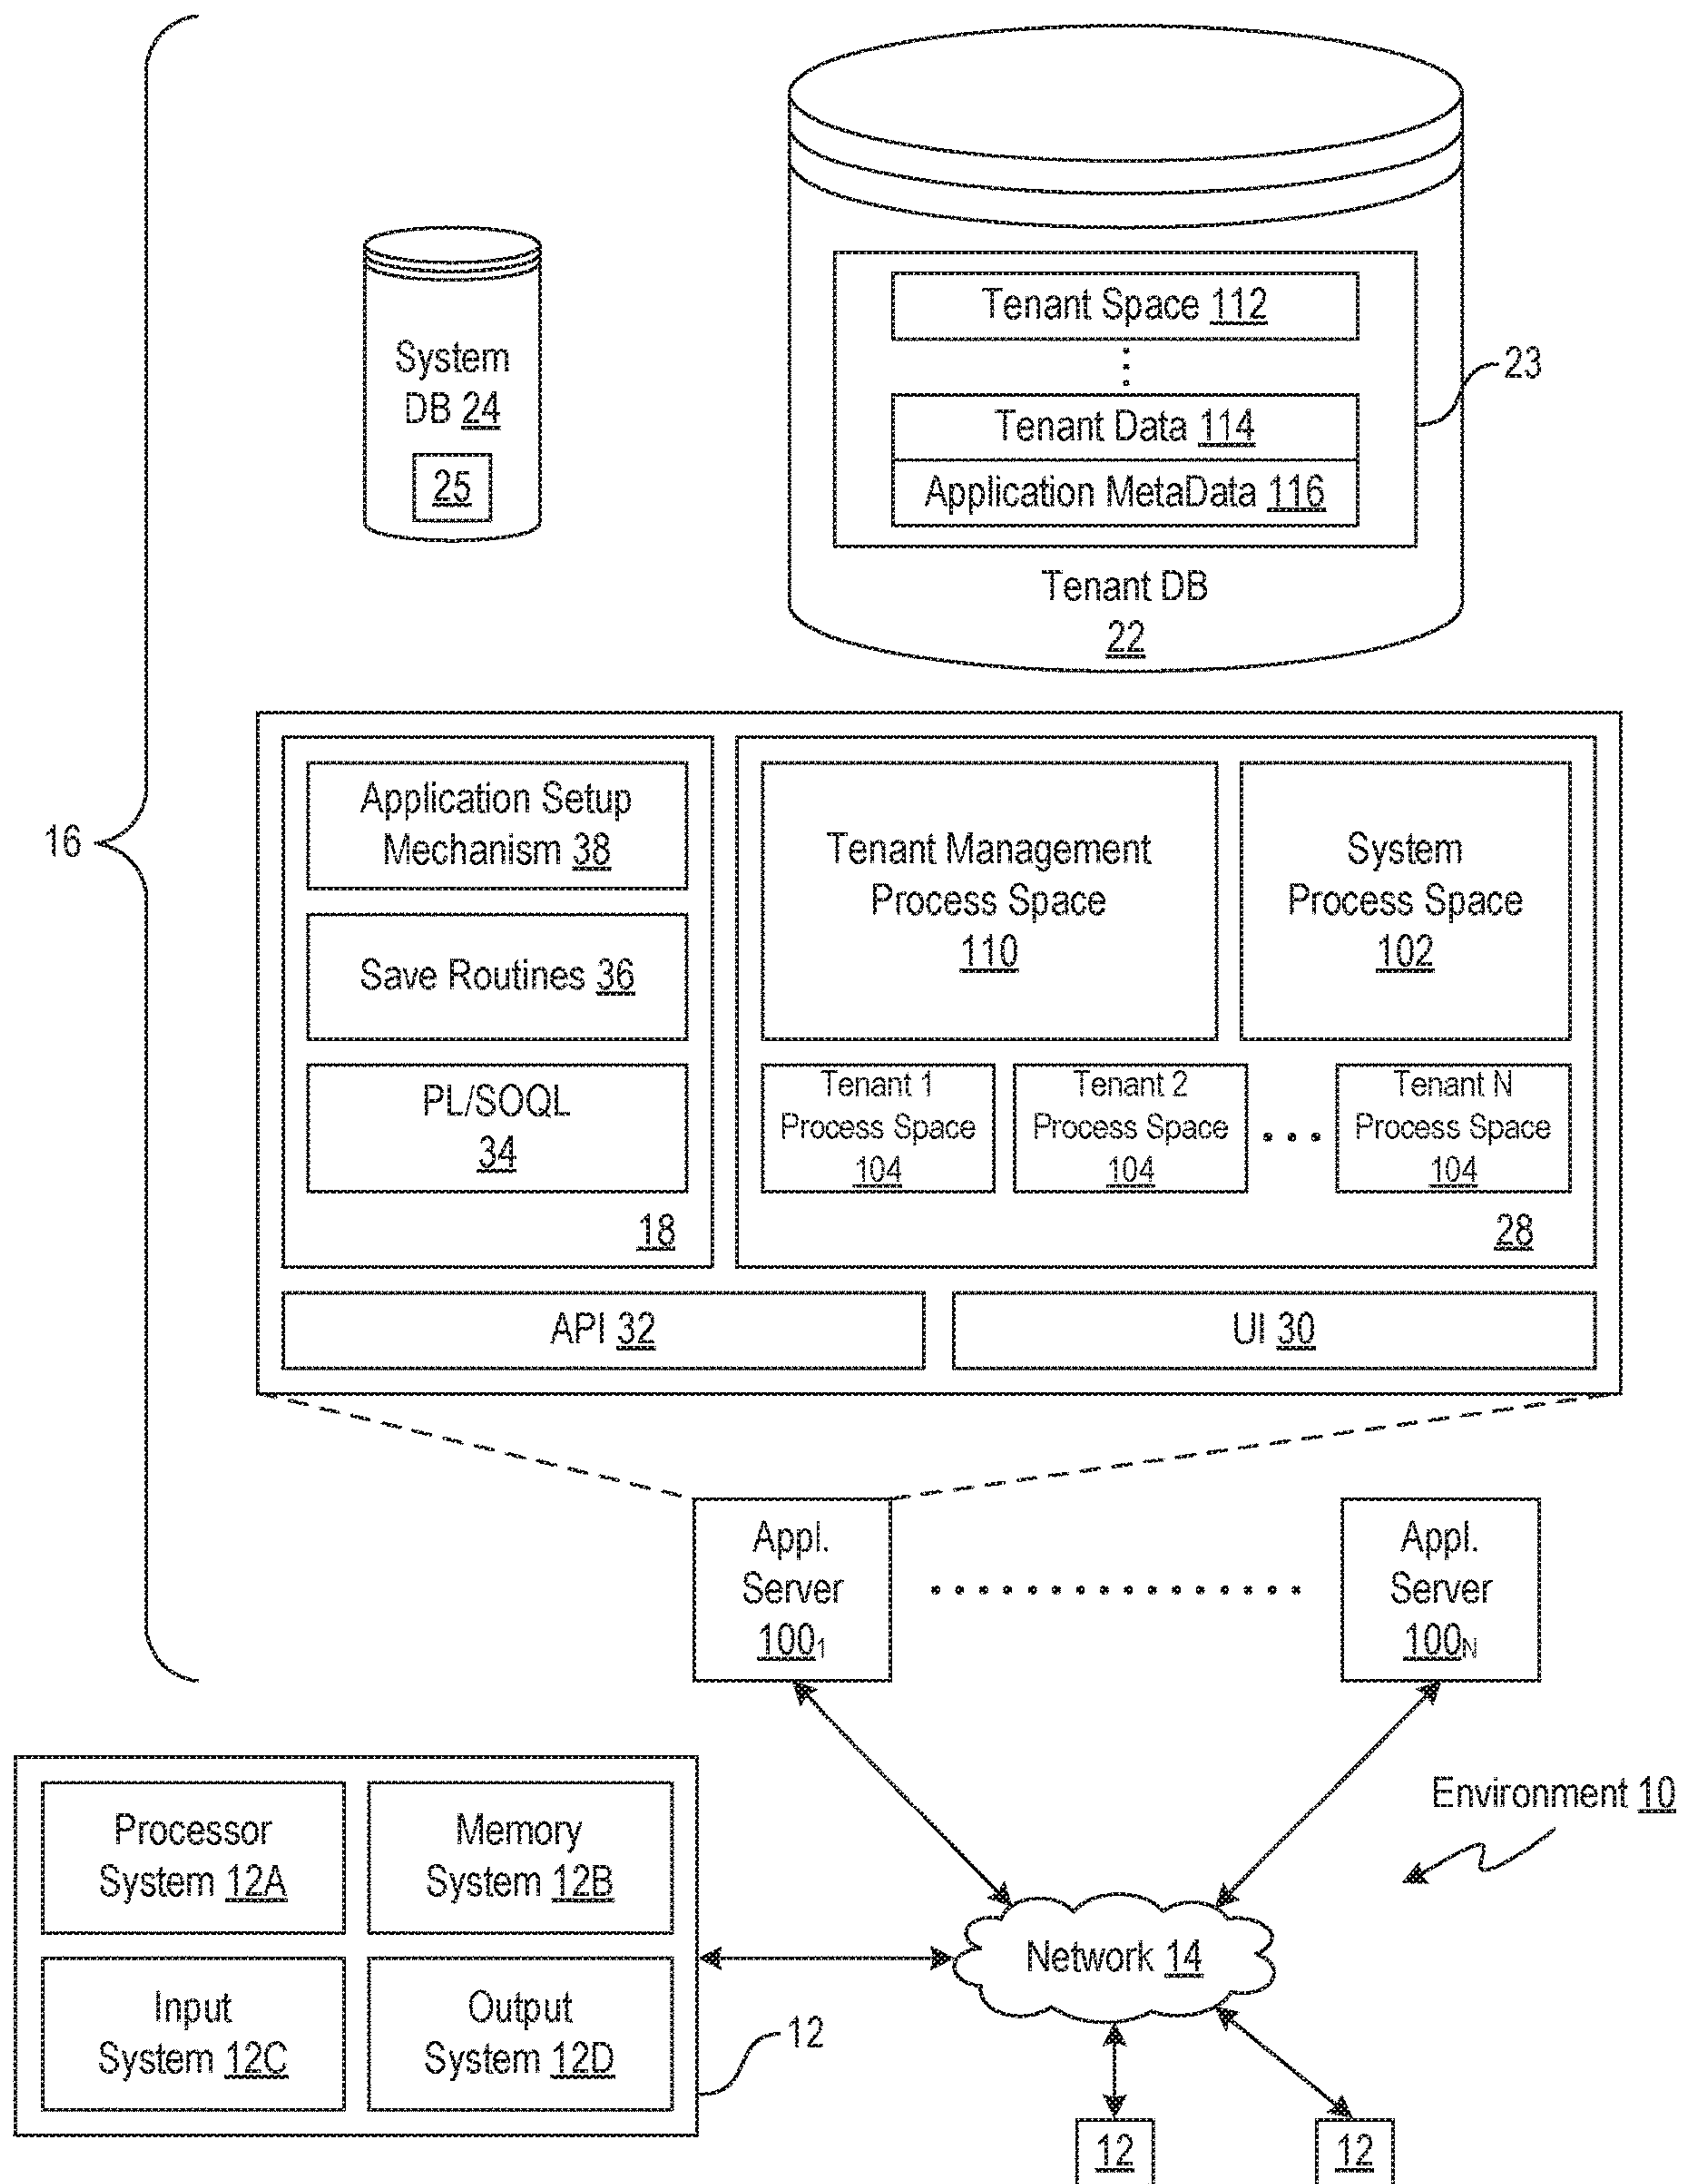 Tenant Space 112
23
System
DB 24
Tenant Data 114
25
Application MetaData 116
Tenant DB
22
16
Application Setup
Mechanism 38
Save Routines 36
PL/SOQL
34
18
Tenant Management
Process Space
110
System
Process Space
102
Tenant 1
Process Space
104
Tenant 2
Process Space
104
Tenant N
Process Space
104
28
API 32
UI 30
Appl.
Server
1001
Appl.
Server
100N
Environment 10
Processor
System 12A
Memory
System 12B
Input
System 12C
Output
System 12D
12
Network 14
12
12